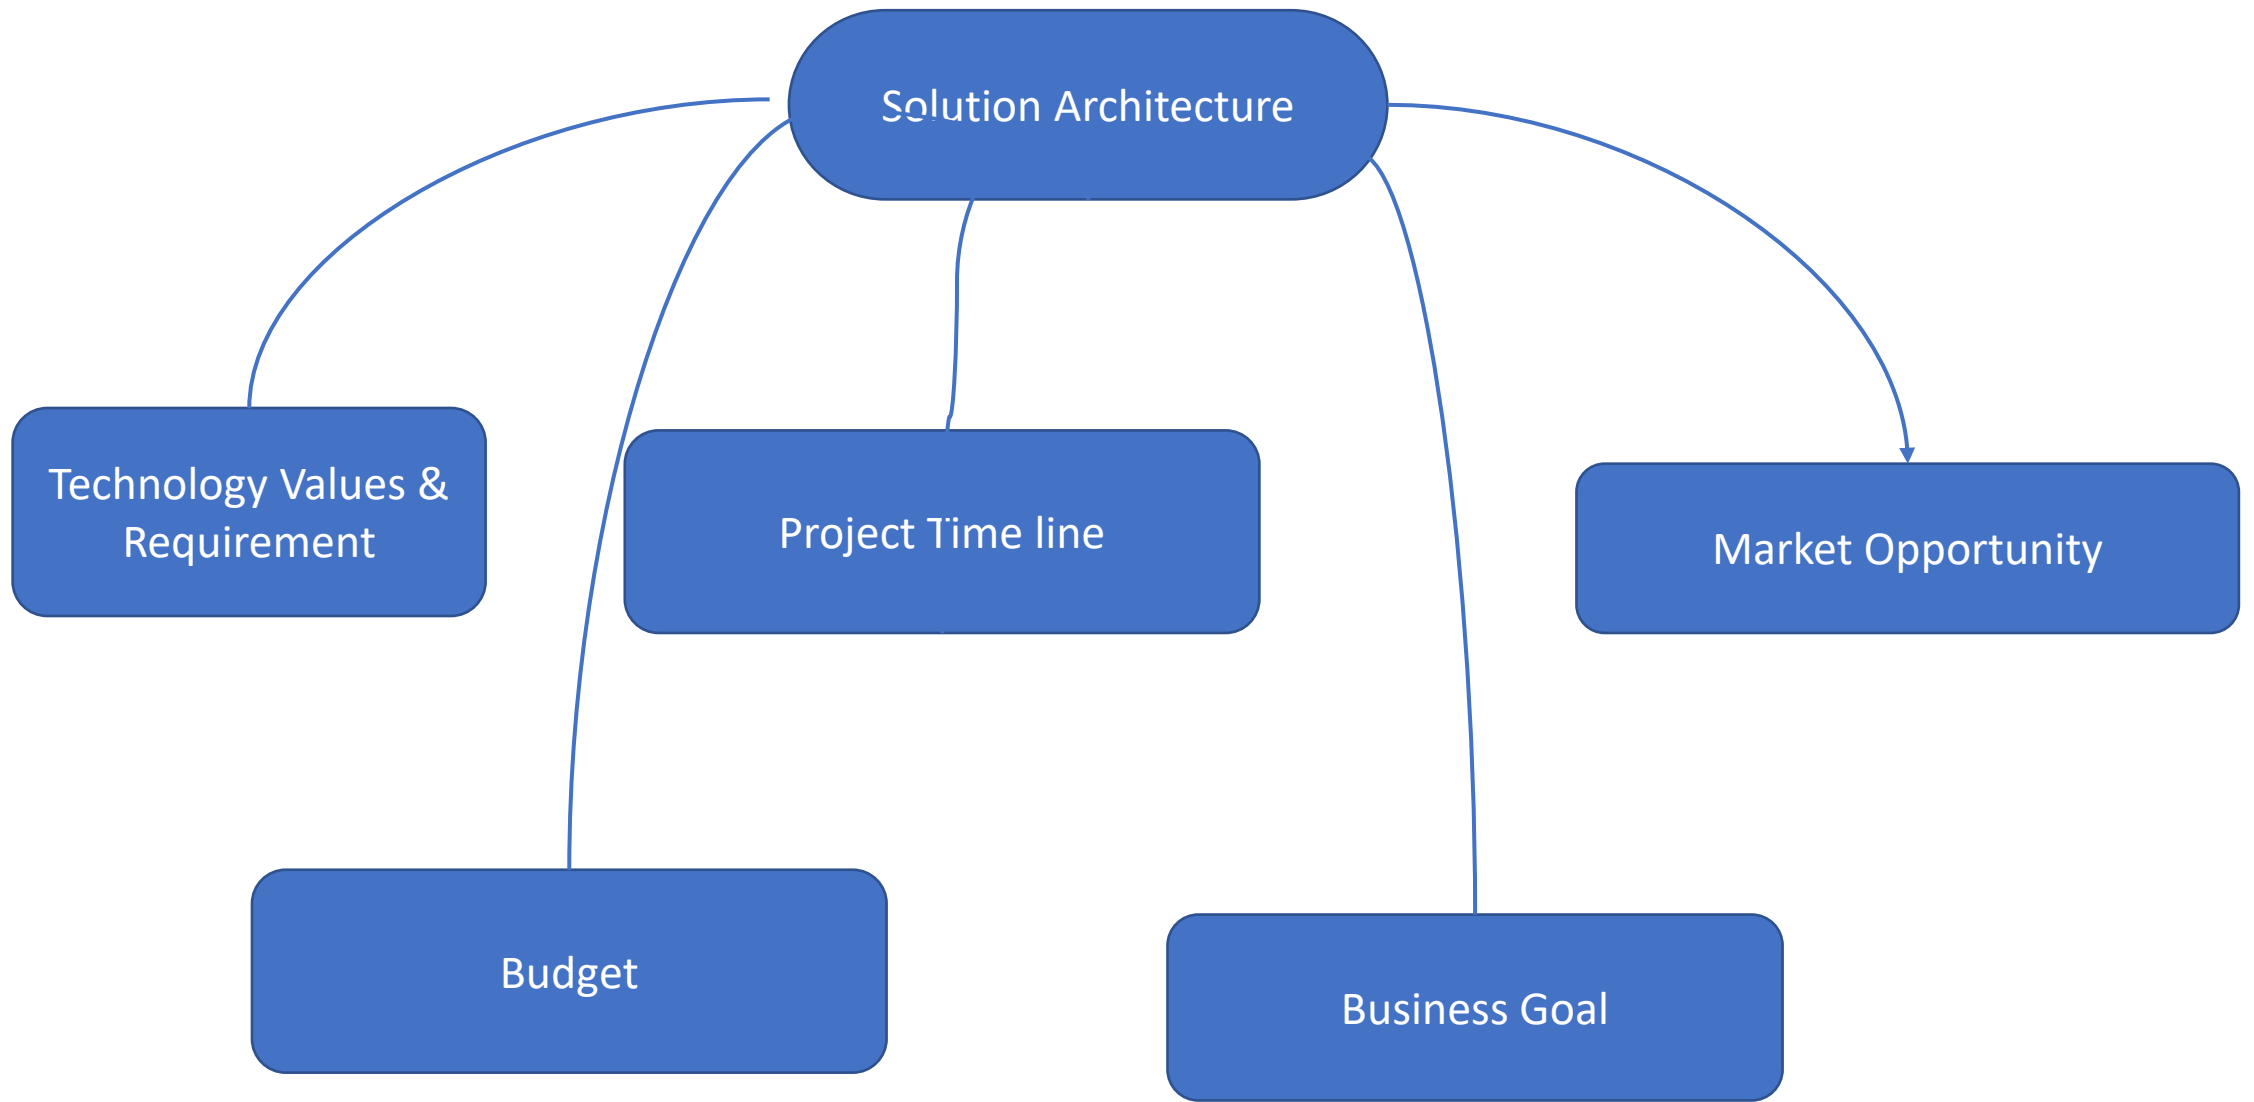 Solution Architecture
Technology Values &
Requirement
Project Time line
Market Opportunity
Budget
Business Goal